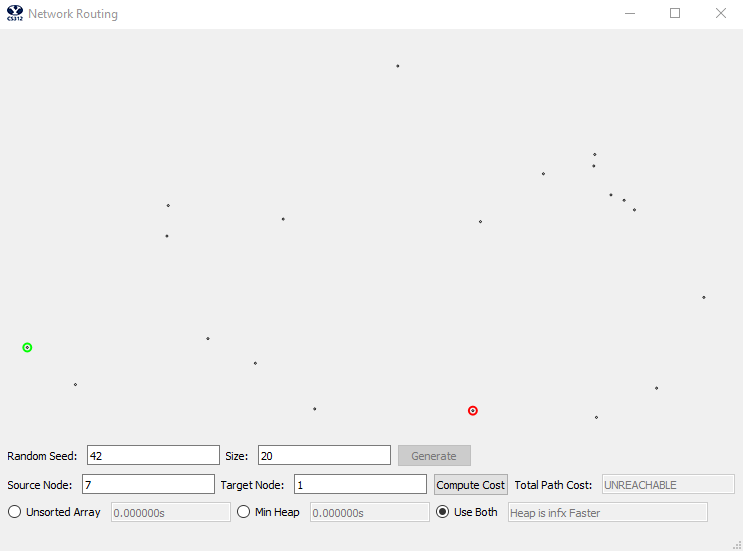 CS312 Network Routing
Random Seed: 42 Size: 20 Generate
Source Node: 7 Target Node: 1 Compute Cost Total Path Cost: UNREACHABLE
Unsorted Array 0.000000s Min Heap 0.000000s Use Both Heap is infx Faster